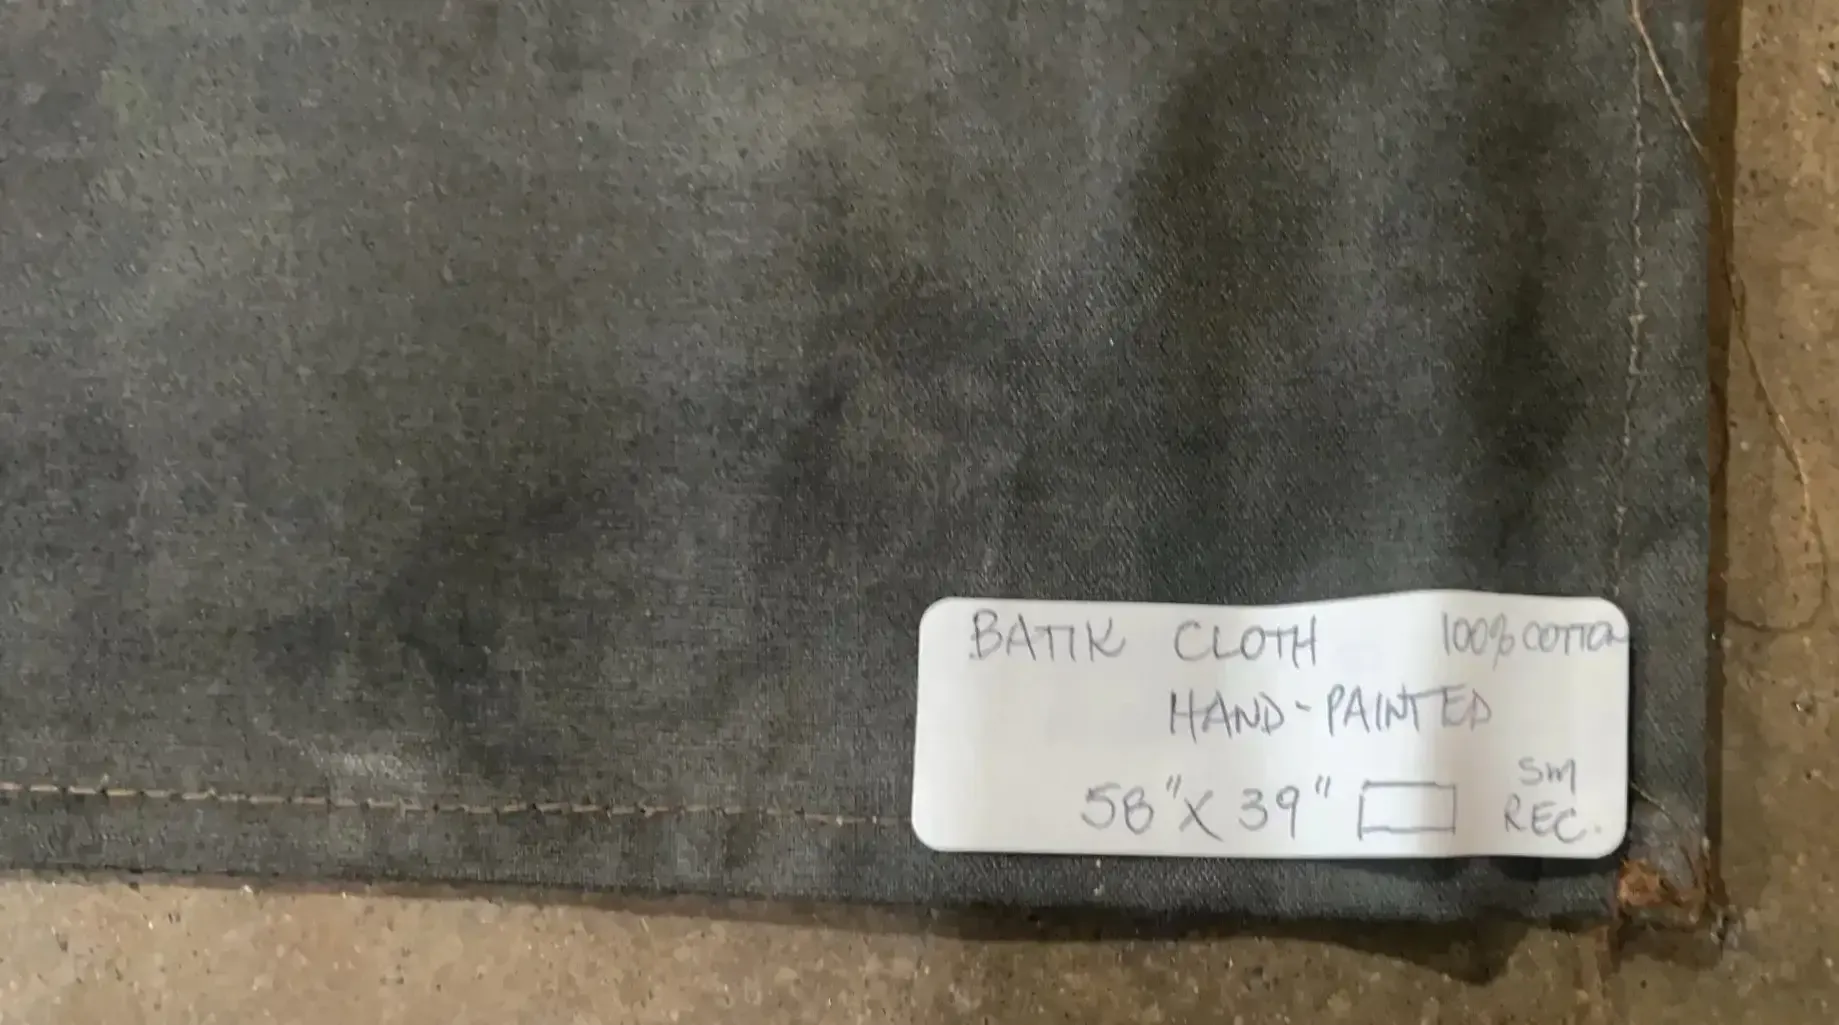 BATIK CLOTH 100% COTTON
HAND-PAINTED
58" X 39" SM REC.